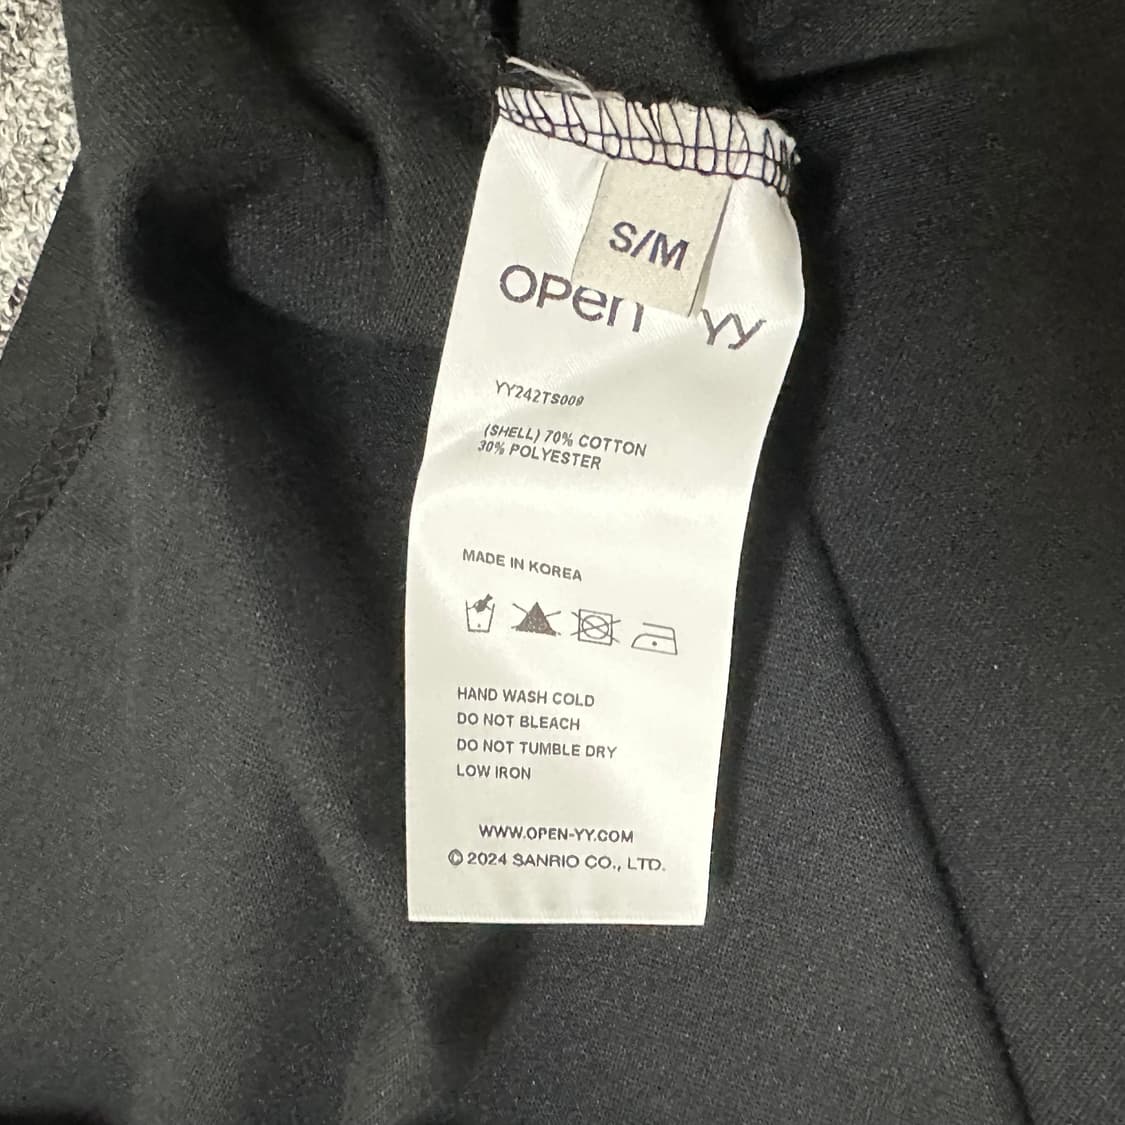 S/M
OPEN YY
YY242TS009
(SHELL) 70% COTTON
30% POLYESTER
MADE IN KOREA
HAND WASH COLD
DO NOT BLEACH
DO NOT TUMBLE DRY
LOW IRON
WWW.OPEN-YY.COM
© 2024 SANRIO CO., LTD.